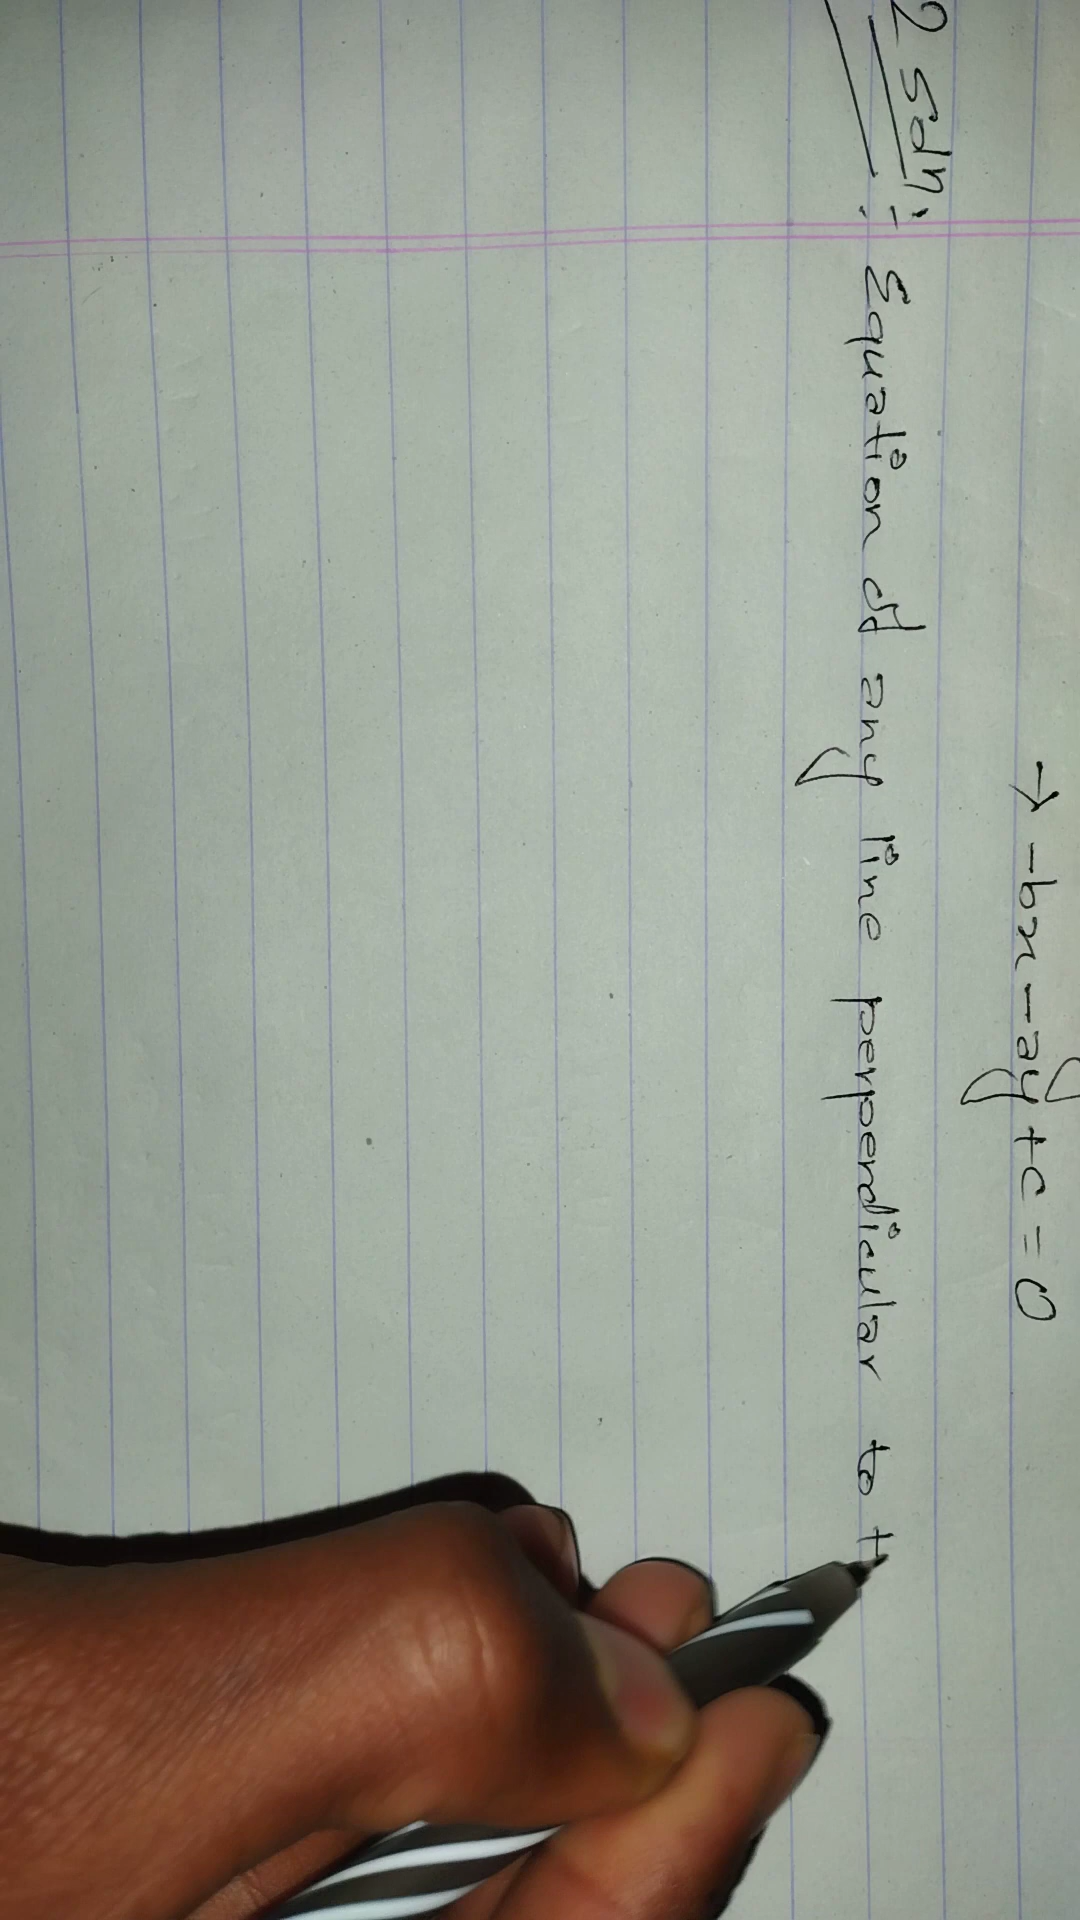 → -bx - ay + c = 0
2 Soln :- Equation of any line perpendicular to t